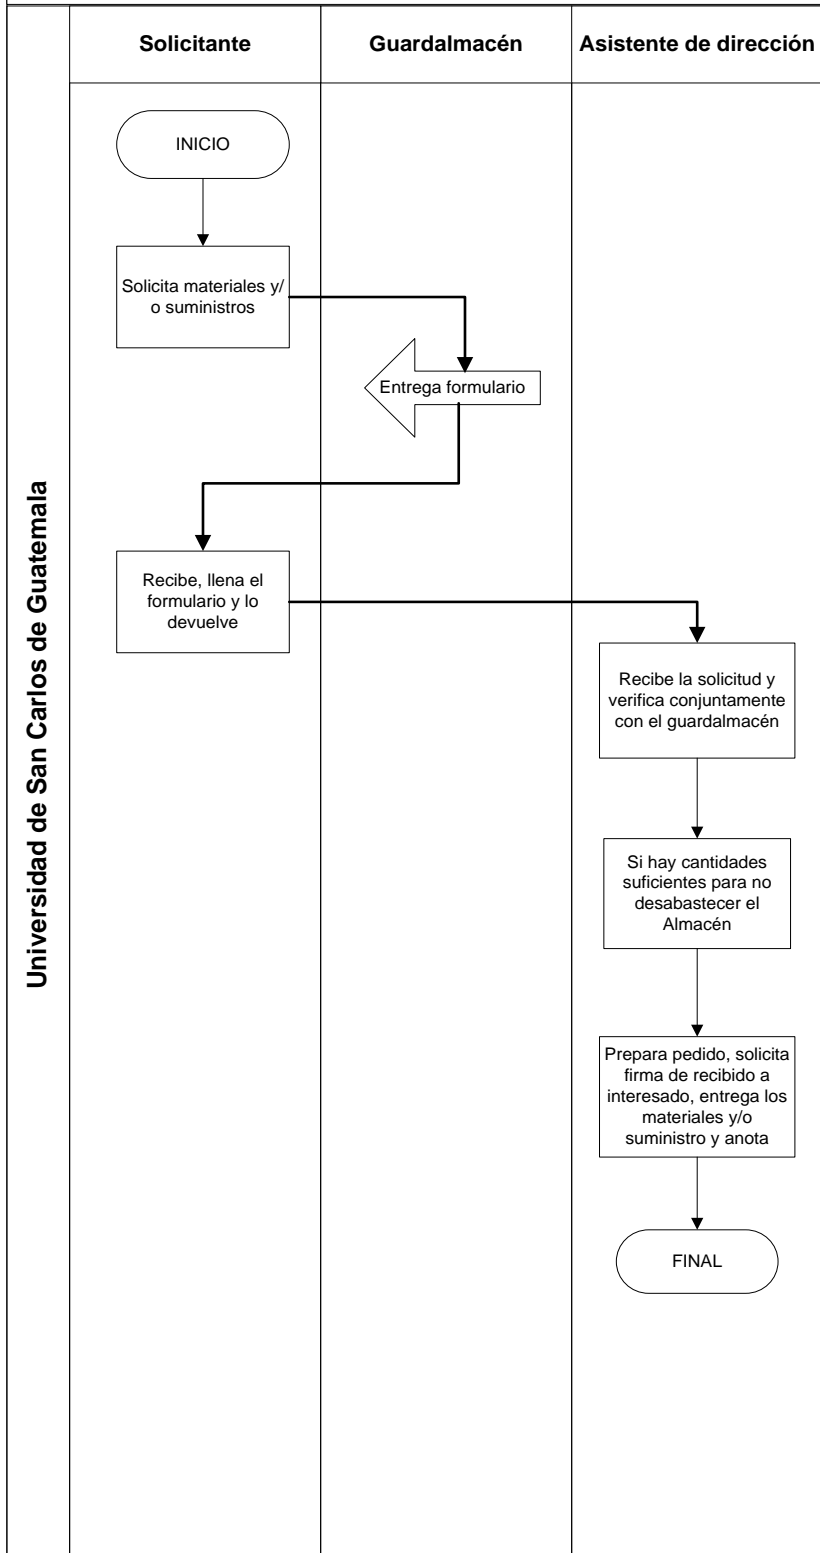 Solicitante
Guardalmacén
Asistente de dirección
Universidad de San Carlos de Guatemala
INICIO
Solicita materiales y/
o suministros
Entrega formulario
Recibe, llena el
formulario y lo
devuelve
Recibe la solicitud y
verifica conjuntamente
con el guardalmacén
Si hay cantidades
suficientes para no
desabastecer el
Almacén
Prepara pedido, solicita
firma de recibido a
interesado, entrega los
materiales y/o
suministro y anota
FINAL